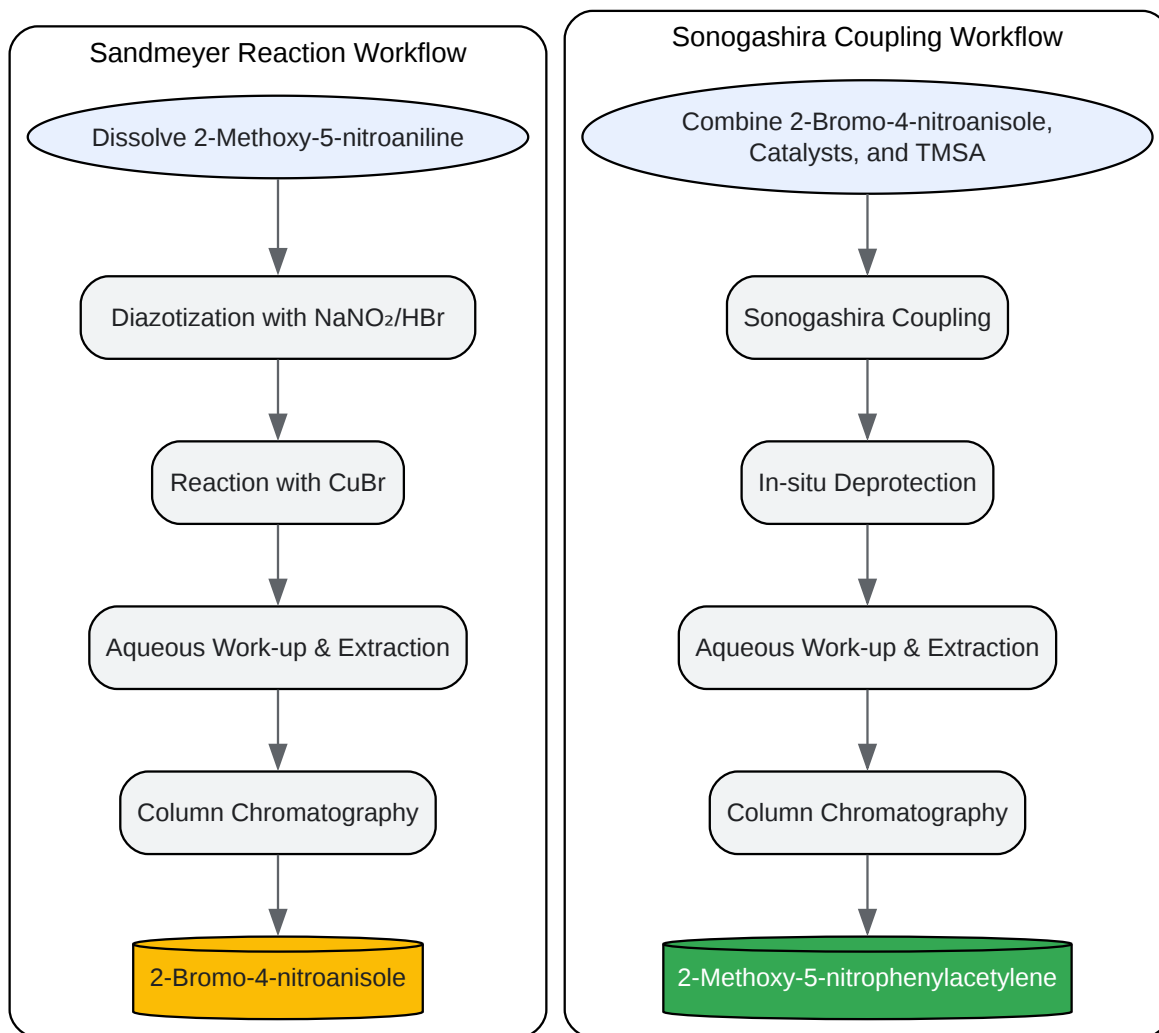 Sandmeyer Reaction Workflow
Dissolve 2-Methoxy-5-nitroaniline
Diazotization with NaNO₂/HBr
Reaction with CuBr
Aqueous Work-up & Extraction
Column Chromatography
2-Bromo-4-nitroanisole
Sonogashira Coupling Workflow
Combine 2-Bromo-4-nitroanisole,
Catalysts, and TMSA
Sonogashira Coupling
In-situ Deprotection
Aqueous Work-up & Extraction
Column Chromatography
2-Methoxy-5-nitrophenylacetylene